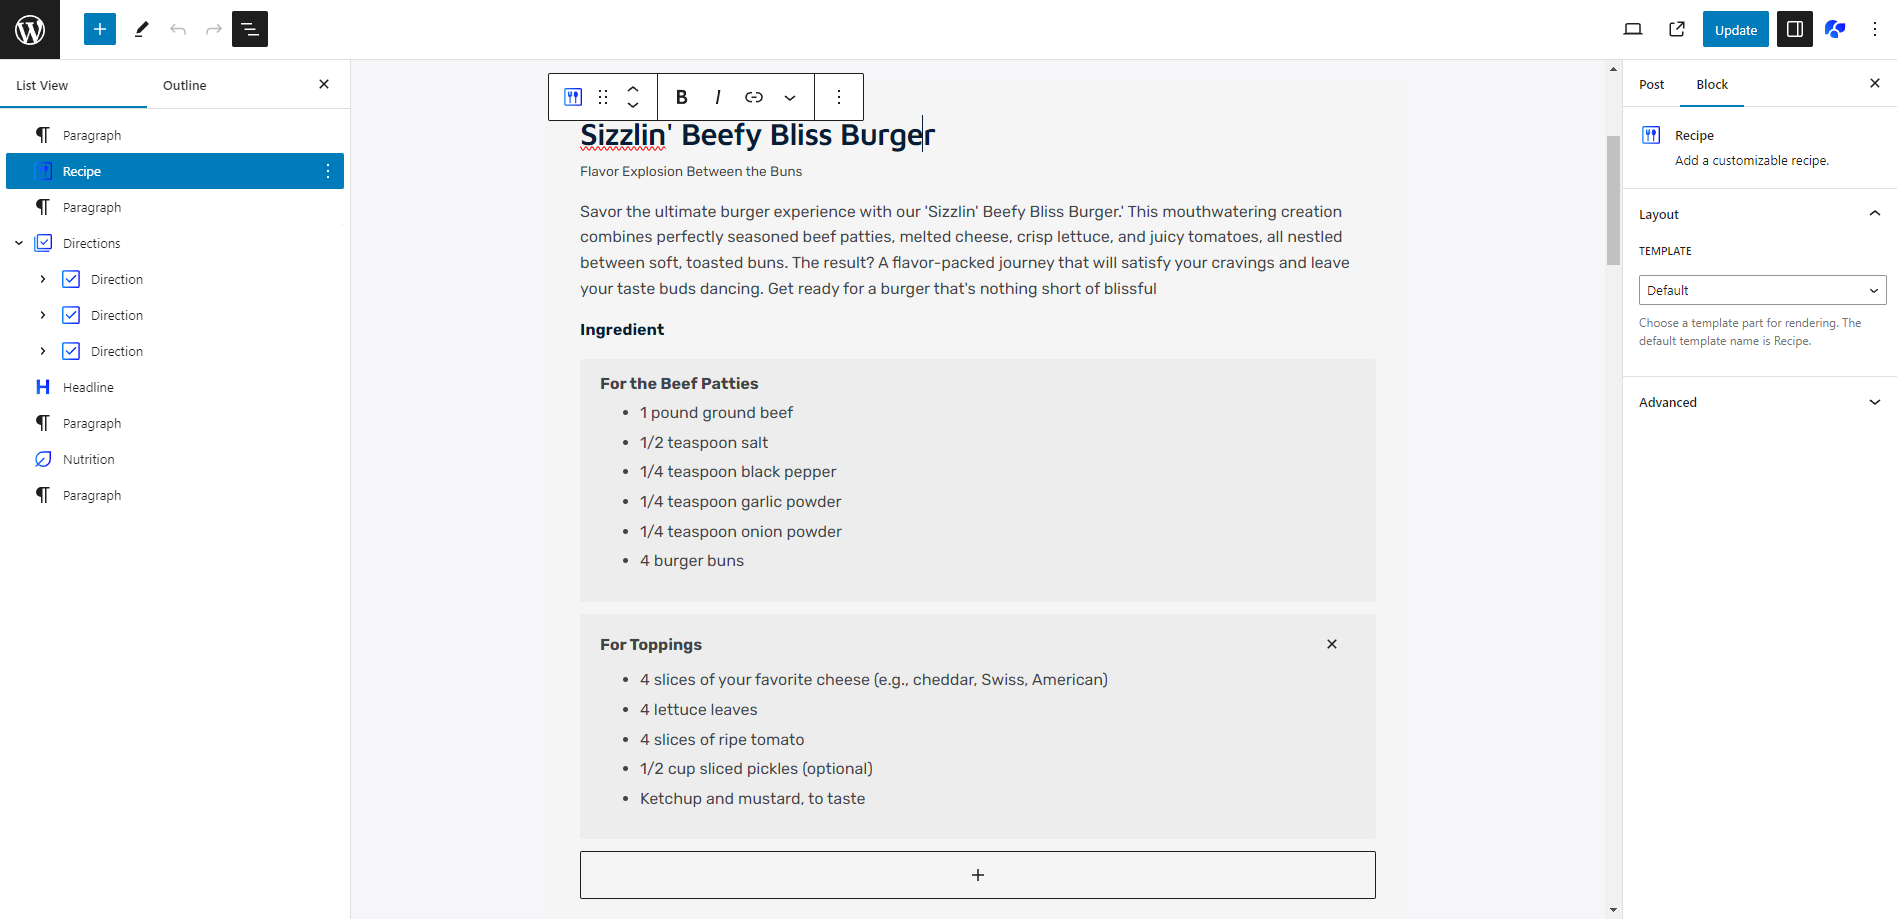 Update
List View
Outline
Paragraph
Recipe
Paragraph
Directions
Direction
Direction
Direction
Headline
Paragraph
Nutrition
Paragraph
B I
Sizzlin' Beefy Bliss Burger
Flavor Explosion Between the Buns
Savor the ultimate burger experience with our 'Sizzlin' Beefy Bliss Burger.' This mouthwatering creation
combines perfectly seasoned beef patties, melted cheese, crisp lettuce, and juicy tomatoes, all nestled
between soft, toasted buns. The result? A flavor-packed journey that will satisfy your cravings and leave
your taste buds dancing. Get ready for a burger that's nothing short of blissful
Ingredient
For the Beef Patties
• 1 pound ground beef
• 1/2 teaspoon salt
• 1/4 teaspoon black pepper
• 1/4 teaspoon garlic powder
• 1/4 teaspoon onion powder
• 4 burger buns
For Toppings
• 4 slices of your favorite cheese (e.g., cheddar, Swiss, American)
• 4 lettuce leaves
• 4 slices of ripe tomato
• 1/2 cup sliced pickles (optional)
• Ketchup and mustard, to taste
Post
Block
Recipe
Add a customizable recipe.
Layout
TEMPLATE
Default
Choose a template part for rendering. The
default template name is Recipe.
Advanced